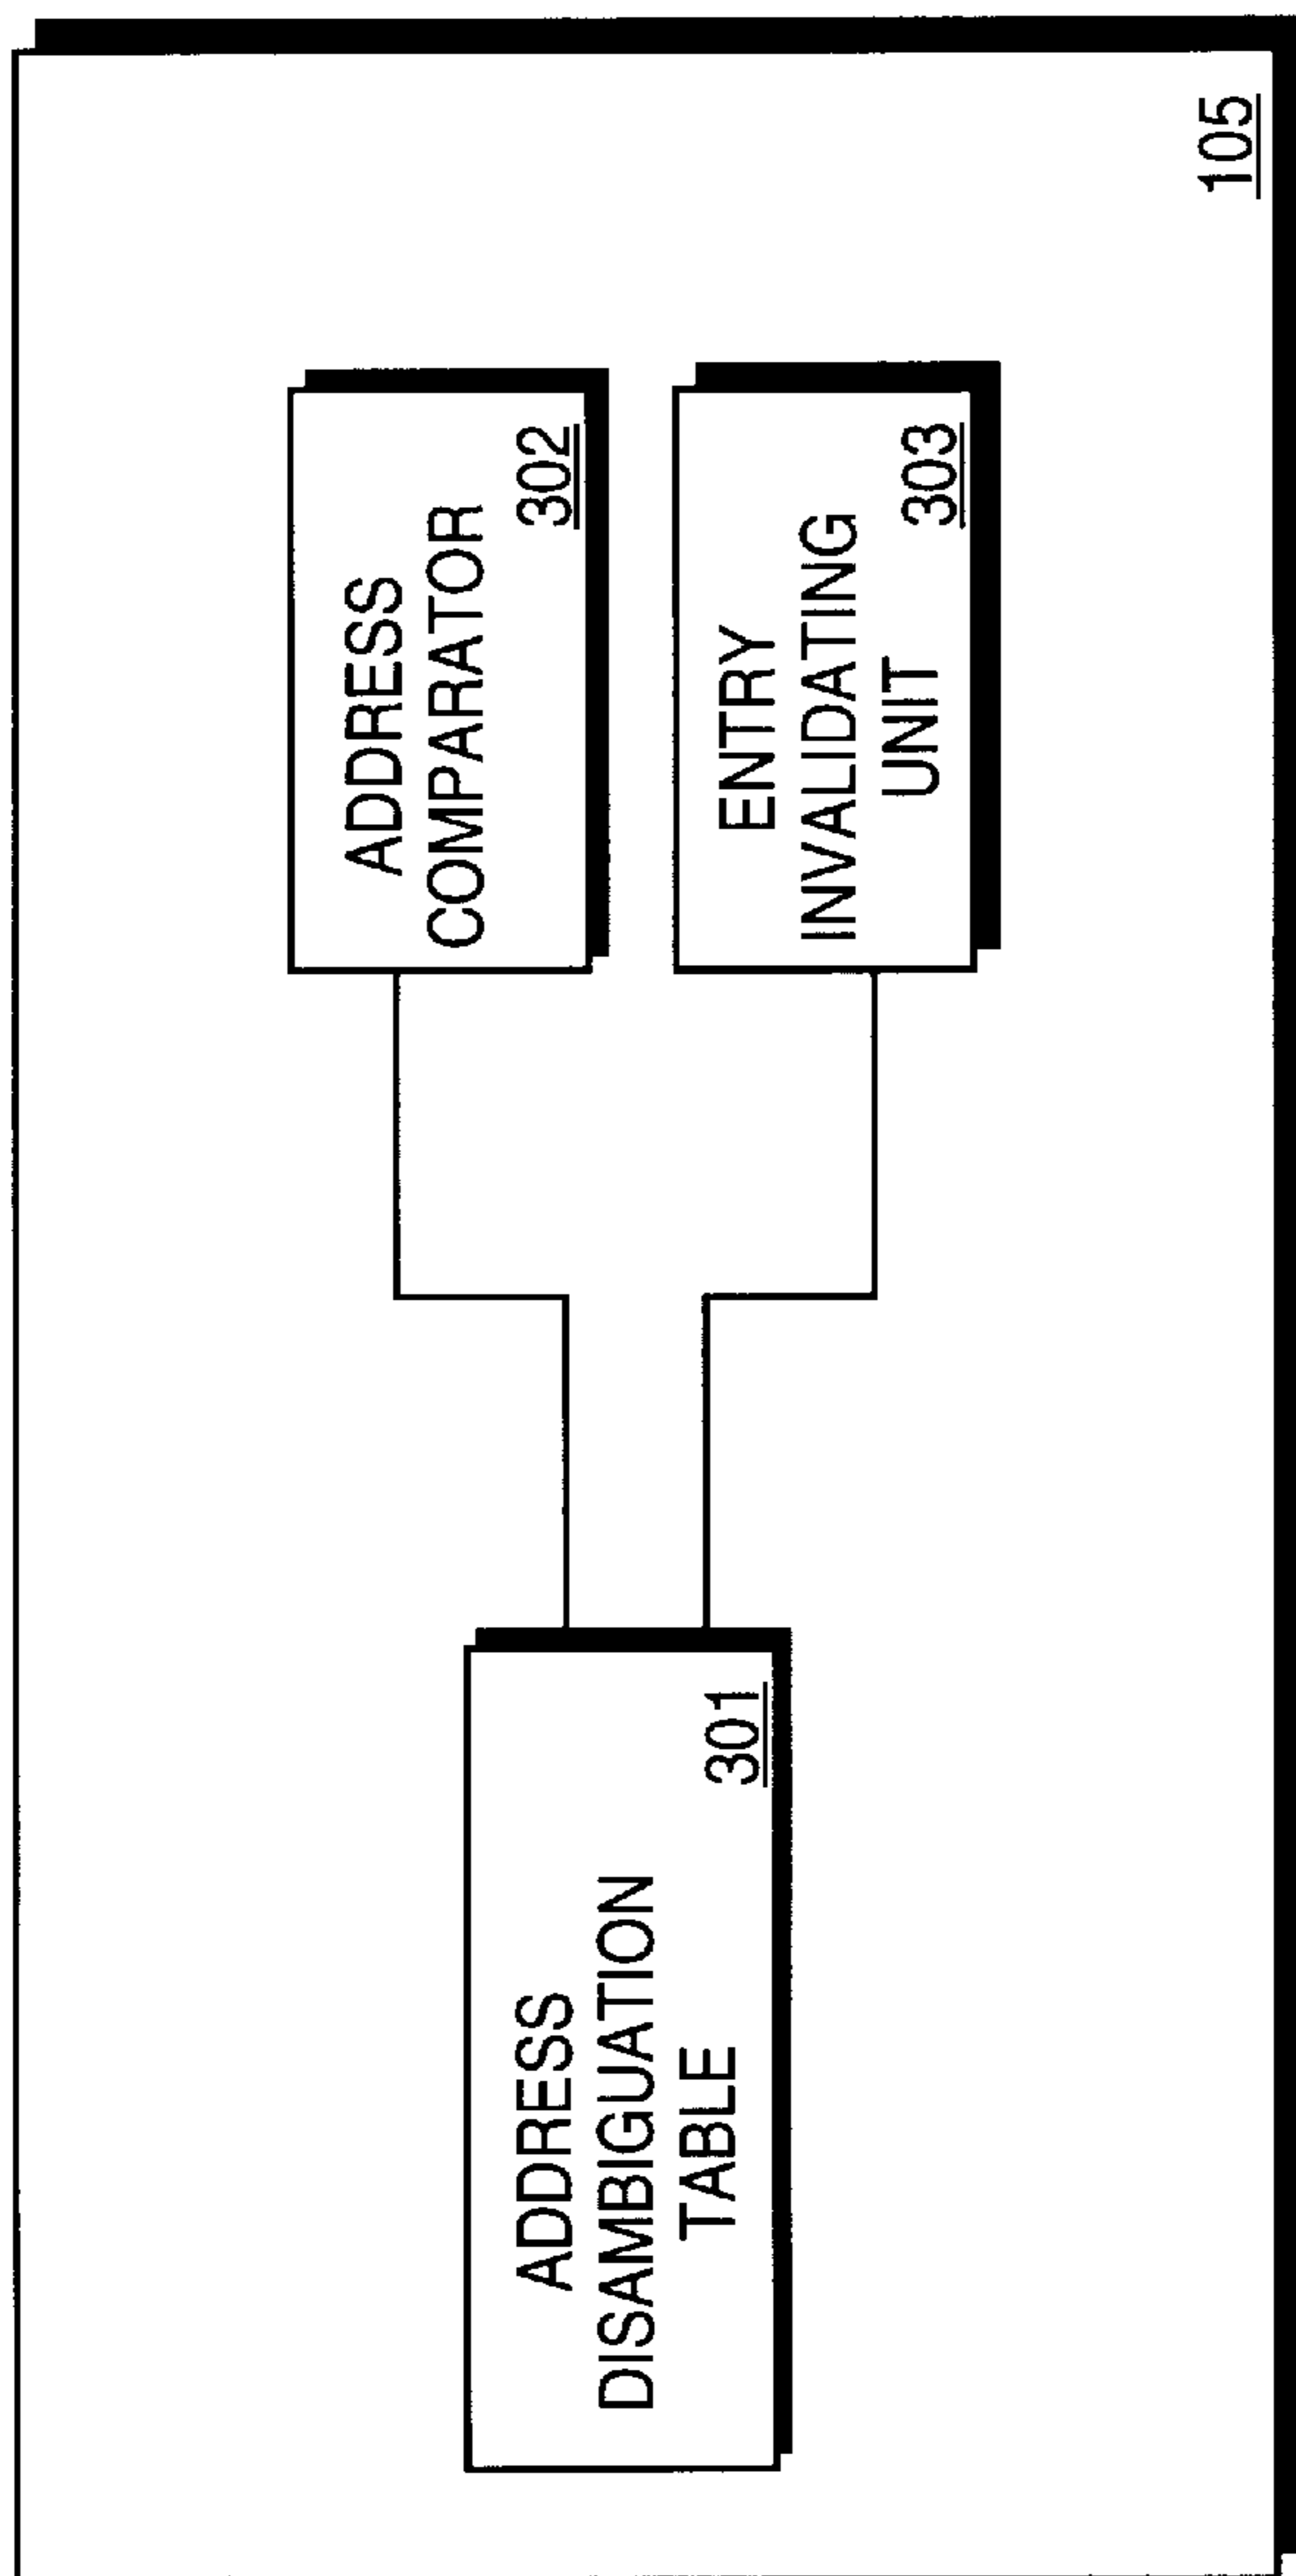 105
ADDRESS
COMPARATOR
302
ADDRESS
DISAMBIGUATION
TABLE
301
ENTRY
INVALIDATING
UNIT
303